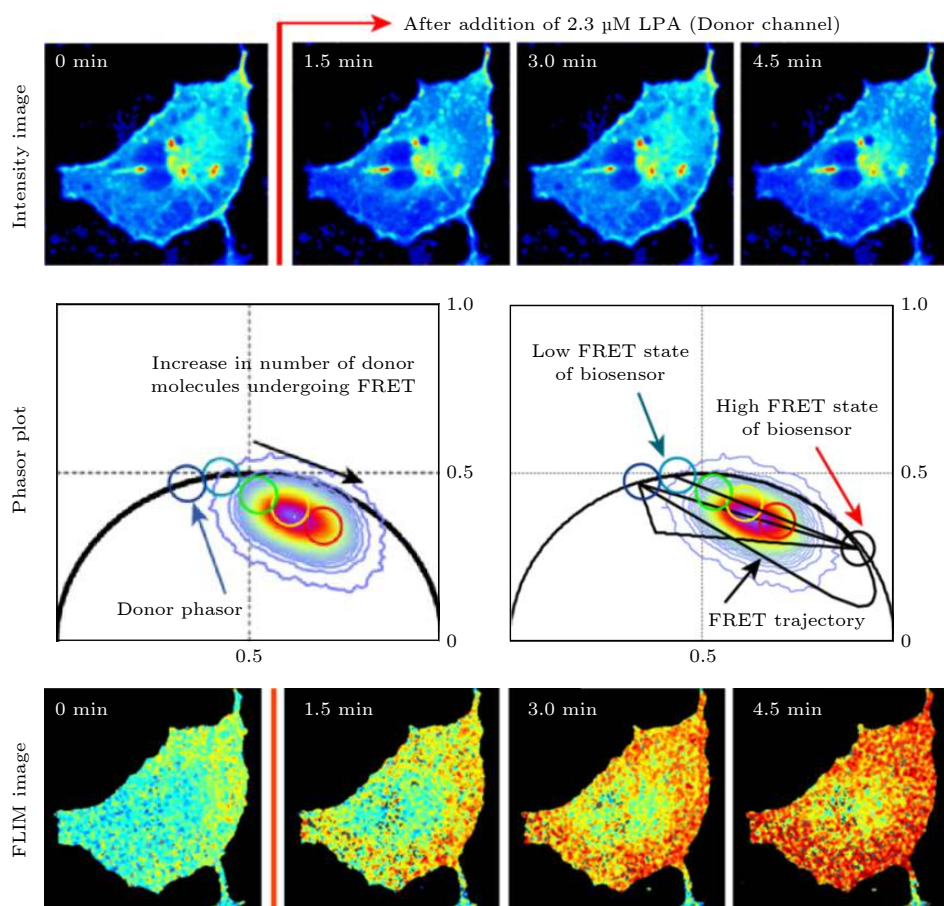 After addition of 2.3 μM LPA (Donor channel)
Intensity image
0 min
1.5 min
3.0 min
4.5 min
Phasor plot
1.0
Increase in number of donor
molecules undergoing FRET
0.5
Donor phasor
0
0.5
1.0
Low FRET state
of biosensor
High FRET state
of biosensor
0.5
FRET trajectory
0
0.5
FLIM image
0 min
1.5 min
3.0 min
4.5 min